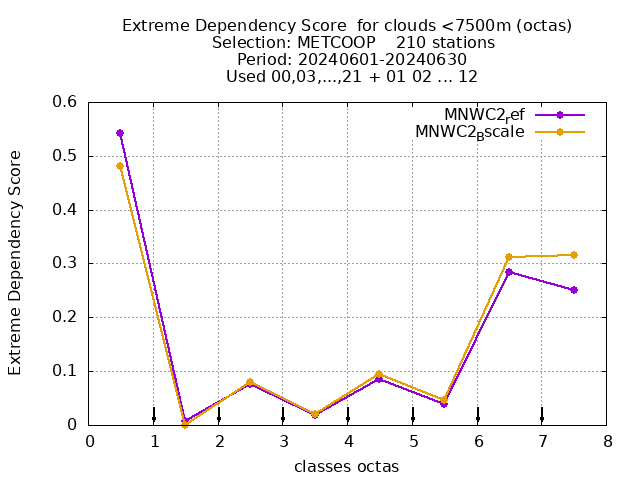 Extreme Dependency Score  for clouds <7500m (octas)
Selection: METCOOP    210 stations
Period: 20240601-20240630
Used 00,03,...,21 + 01 02 ... 12
MNWC2ref
MNWC2Bscale
Extreme Dependency Score
0.6
0.5
0.4
0.3
0.2
0.1
0
0 1 2 3 4 5 6 7 8
classes octas